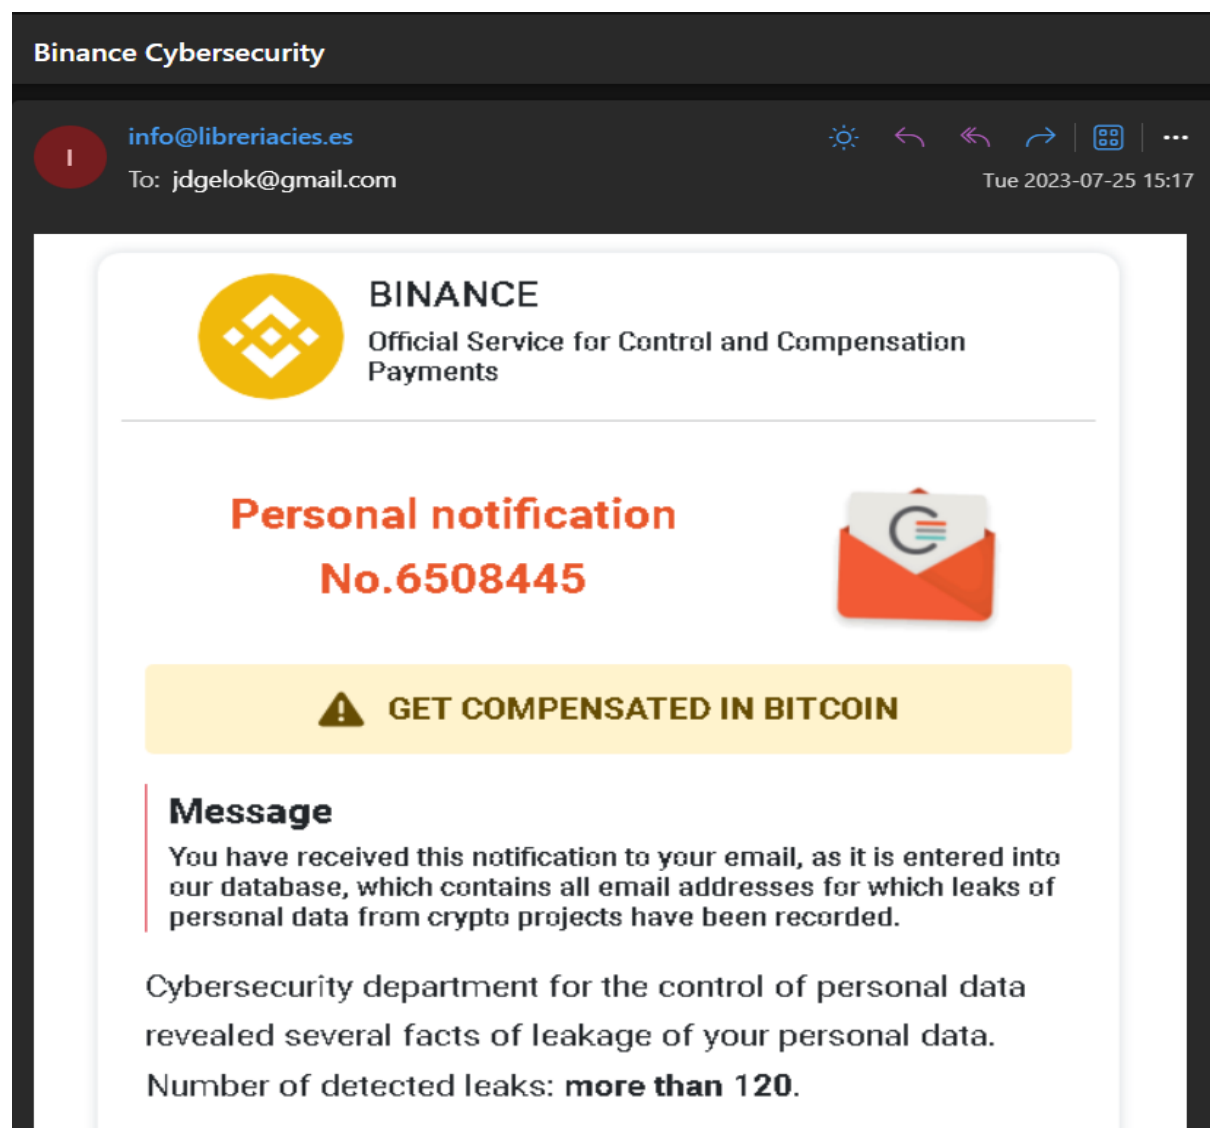 Binance Cybersecurity
I
info@libreriacies.es
To: jdgelok@gmail.com
Tue 2023-07-25 15:17
BINANCE
Official Service for Control and Compensation
Payments
Personal notification
No.6508445
GET COMPENSATED IN BITCOIN
Message
You have received this notification to your email, as it is entered into
our database, which contains all email addresses for which leaks of
personal data from crypto projects have been recorded.
Cybersecurity department for the control of personal data
revealed several facts of leakage of your personal data.
Number of detected leaks: more than 120.